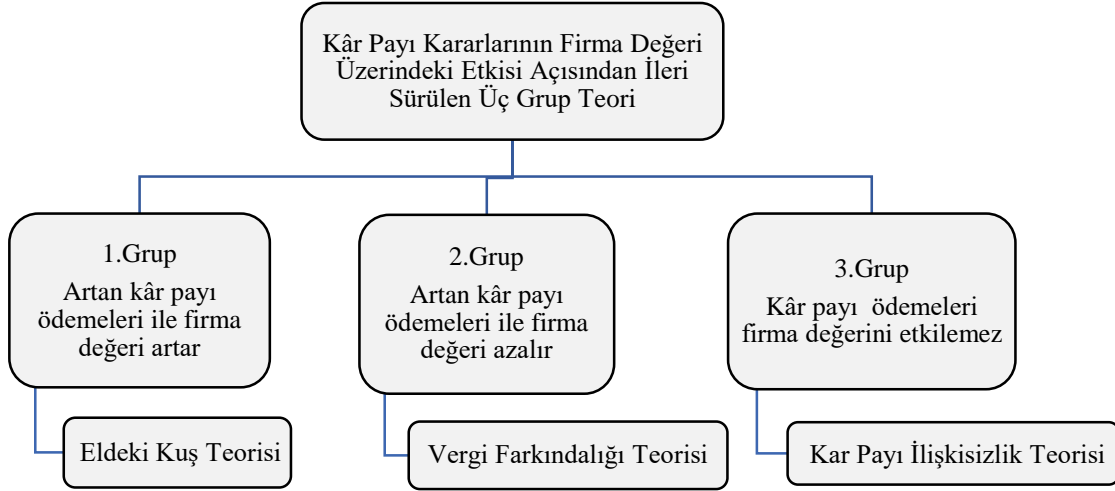 Kâr Payı Kararlarının Firma Değeri
Üzerindeki Etkisi Açısından İleri
Sürülen Üç Grup Teori
1.Grup
Artan kâr payı
ödemeleri ile firma
değeri artar
2.Grup
Artan kâr payı
ödemeleri ile firma
değeri azalır
3.Grup
Kâr payı ödemeleri
firma değerini etkilemez
Eldeki Kuş Teorisi
Vergi Farkındalığı Teorisi
Kar Payı İlişkisizlik Teorisi